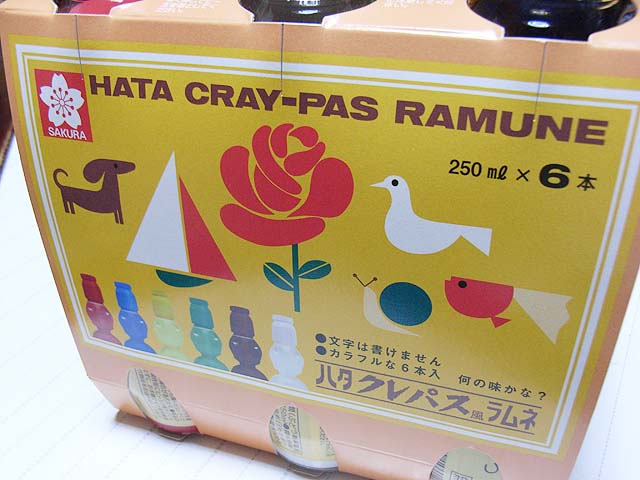 HATA CRAY-PAS RAMUNE
SAKURA
250㎖×6本
●文字は書けません
●カラフルな6本入 何の味かな？
ハタクレパス風ラムネ